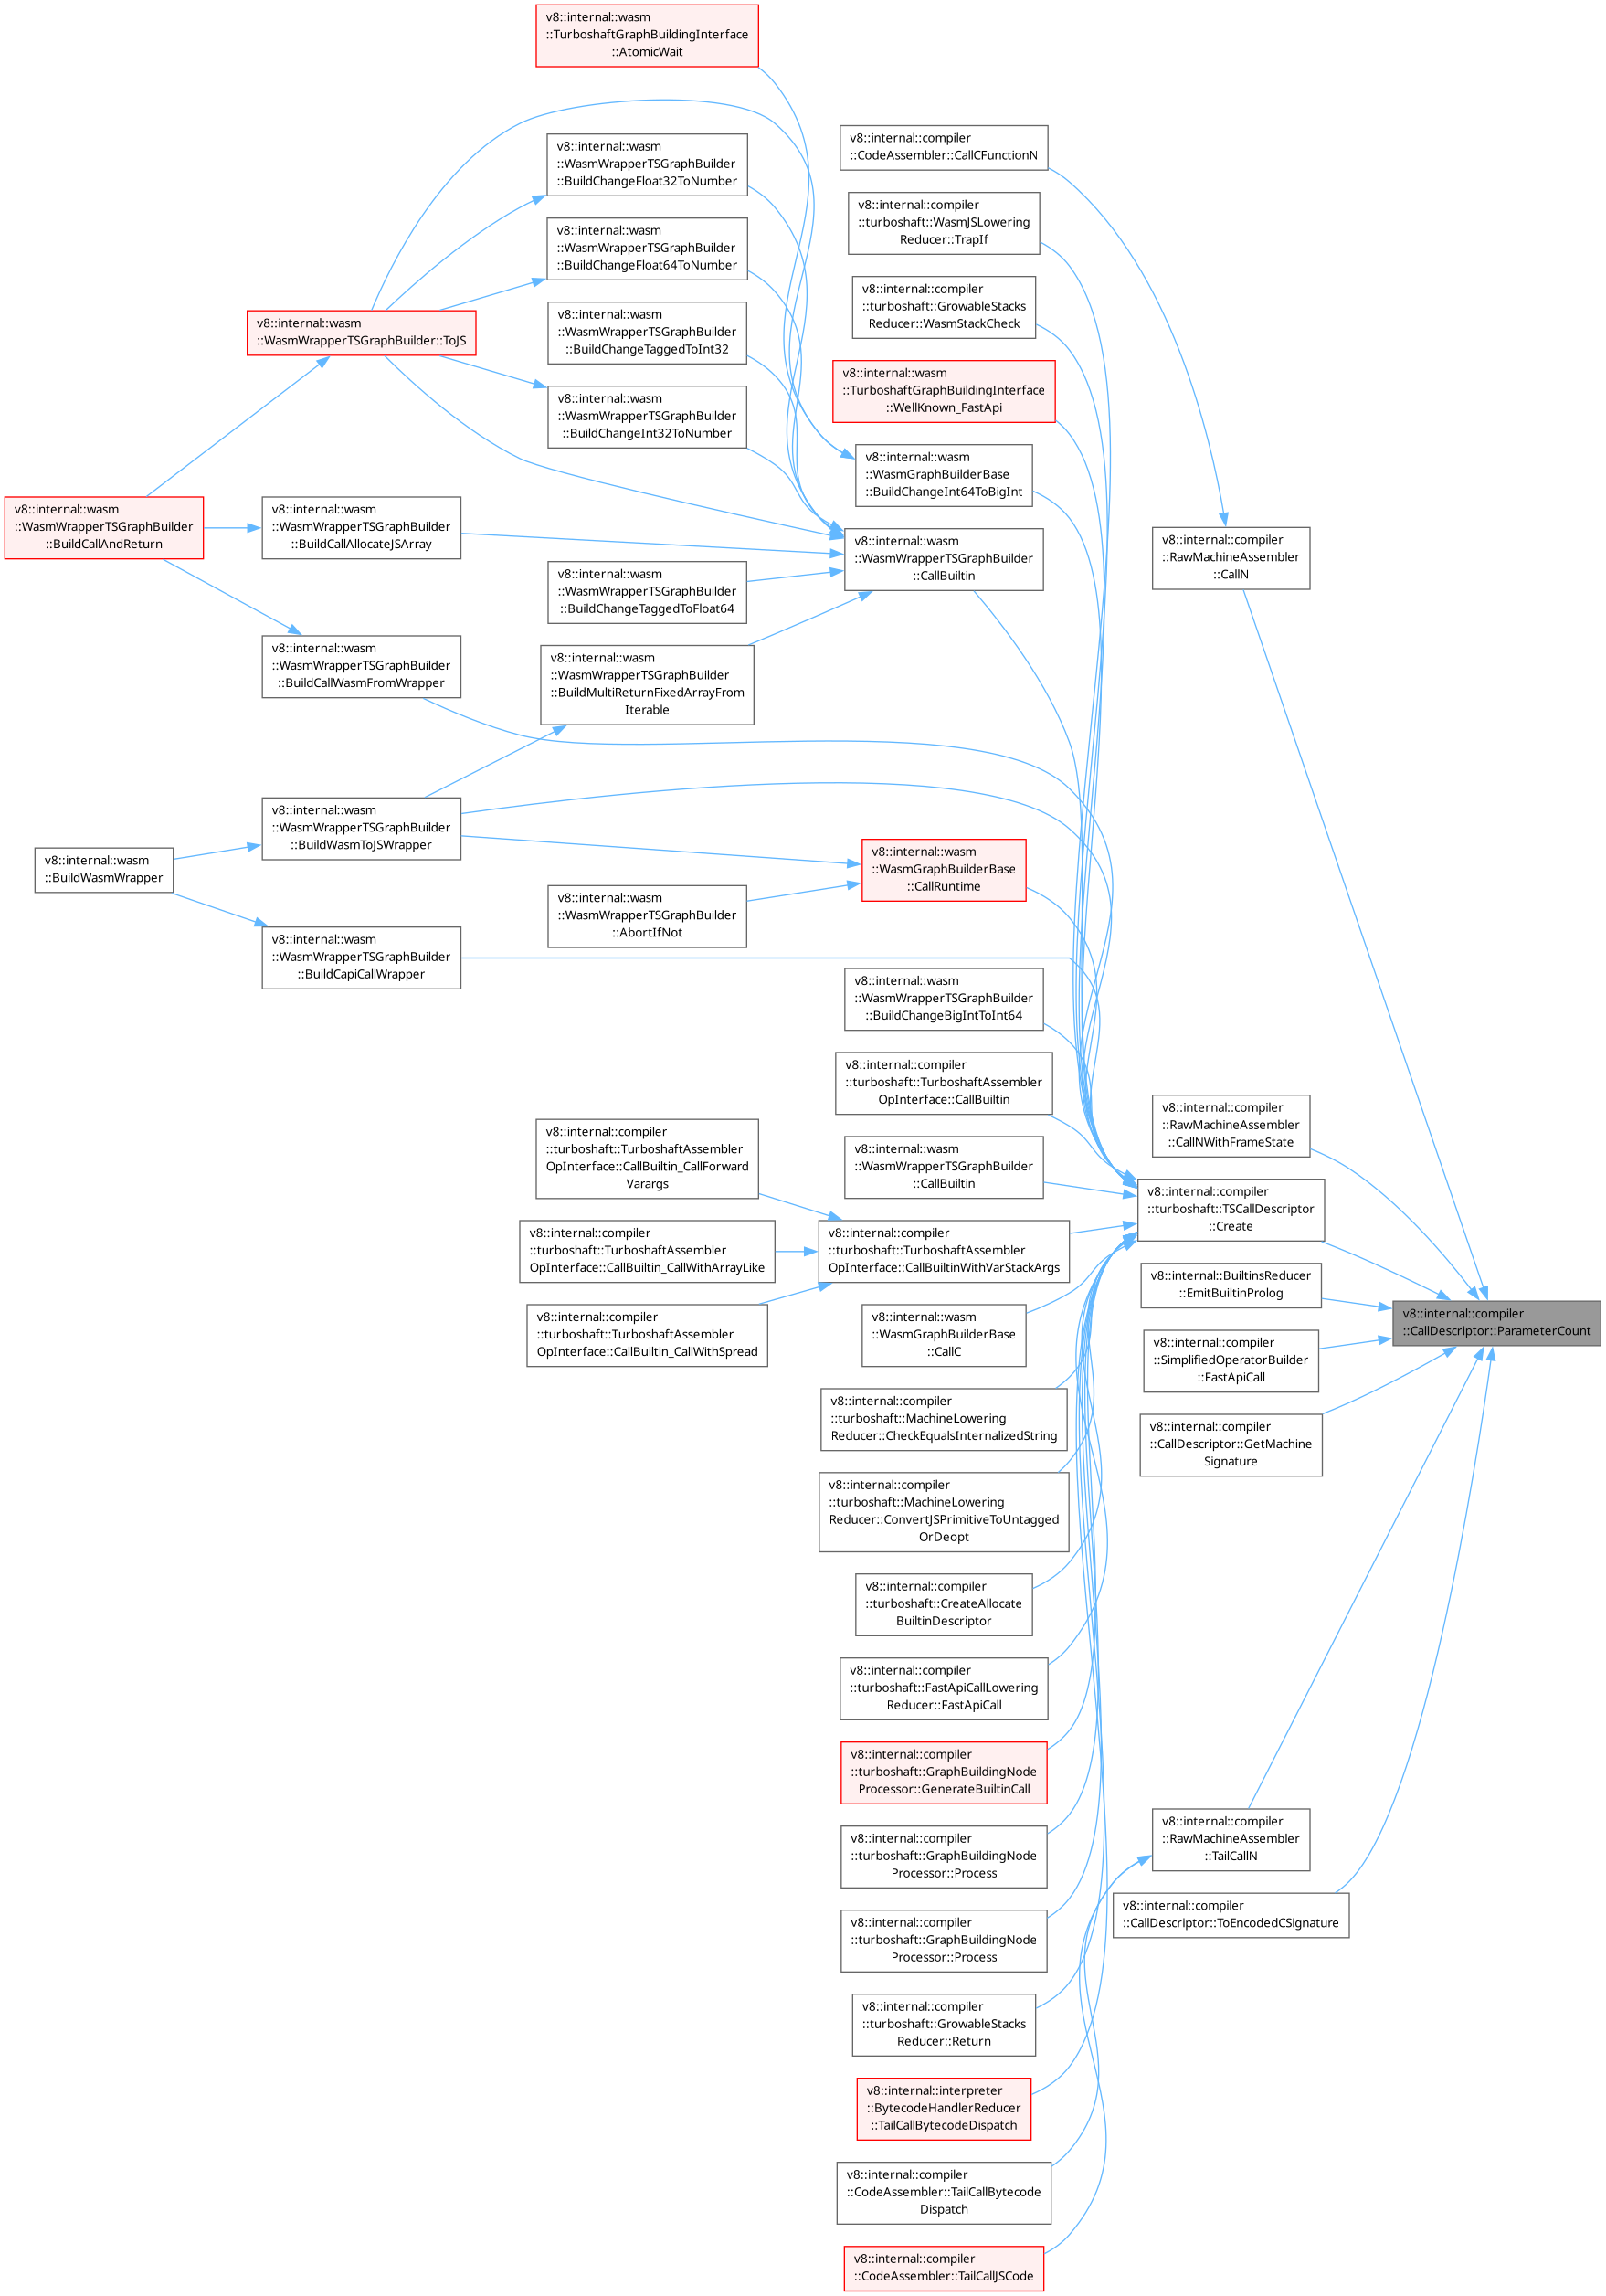 v8::internal::wasm
::TurboshaftGraphBuildingInterface
::AtomicWait
v8::internal::wasm
::WasmWrapperTSGraphBuilder
::BuildChangeFloat32ToNumber
v8::internal::wasm
::WasmWrapperTSGraphBuilder
::BuildChangeFloat64ToNumber
v8::internal::wasm
::WasmWrapperTSGraphBuilder
::BuildChangeTaggedToInt32
v8::internal::wasm
::WasmWrapperTSGraphBuilder::ToJS
v8::internal::wasm
::WasmWrapperTSGraphBuilder
::BuildChangeInt32ToNumber
v8::internal::wasm
::WasmWrapperTSGraphBuilder
::BuildCallAndReturn
v8::internal::wasm
::WasmWrapperTSGraphBuilder
::BuildCallAllocateJSArray
v8::internal::wasm
::WasmWrapperTSGraphBuilder
::BuildChangeTaggedToFloat64
v8::internal::wasm
::WasmWrapperTSGraphBuilder
::BuildCallWasmFromWrapper
v8::internal::wasm
::WasmWrapperTSGraphBuilder
::BuildMultiReturnFixedArrayFrom
Iterable
v8::internal::wasm
::WasmWrapperTSGraphBuilder
::BuildWasmToJSWrapper
v8::internal::wasm
::BuildWasmWrapper
v8::internal::wasm
::WasmWrapperTSGraphBuilder
::AbortIfNot
v8::internal::wasm
::WasmWrapperTSGraphBuilder
::BuildCapiCallWrapper
v8::internal::compiler
::turboshaft::TurboshaftAssembler
OpInterface::CallBuiltin_CallForward
Varargs
v8::internal::compiler
::turboshaft::TurboshaftAssembler
OpInterface::CallBuiltin_CallWithArrayLike
v8::internal::compiler
::turboshaft::TurboshaftAssembler
OpInterface::CallBuiltin_CallWithSpread
v8::internal::compiler
::CodeAssembler::CallCFunctionN
v8::internal::compiler
::turboshaft::WasmJSLowering
Reducer::TrapIf
v8::internal::compiler
::turboshaft::GrowableStacks
Reducer::WasmStackCheck
v8::internal::wasm
::TurboshaftGraphBuildingInterface
::WellKnown_FastApi
v8::internal::wasm
::WasmGraphBuilderBase
::BuildChangeInt64ToBigInt
v8::internal::wasm
::WasmWrapperTSGraphBuilder
::CallBuiltin
v8::internal::wasm
::WasmGraphBuilderBase
::CallRuntime
v8::internal::wasm
::WasmWrapperTSGraphBuilder
::BuildChangeBigIntToInt64
v8::internal::compiler
::turboshaft::TurboshaftAssembler
OpInterface::CallBuiltin
v8::internal::wasm
::WasmWrapperTSGraphBuilder
::CallBuiltin
v8::internal::compiler
::turboshaft::TurboshaftAssembler
OpInterface::CallBuiltinWithVarStackArgs
v8::internal::wasm
::WasmGraphBuilderBase
::CallC
v8::internal::compiler
::turboshaft::MachineLowering
Reducer::CheckEqualsInternalizedString
v8::internal::compiler
::turboshaft::MachineLowering
Reducer::ConvertJSPrimitiveToUntagged
OrDeopt
v8::internal::compiler
::turboshaft::CreateAllocate
BuiltinDescriptor
v8::internal::compiler
::turboshaft::FastApiCallLowering
Reducer::FastApiCall
v8::internal::compiler
::turboshaft::GraphBuildingNode
Processor::GenerateBuiltinCall
v8::internal::compiler
::turboshaft::GraphBuildingNode
Processor::Process
v8::internal::compiler
::turboshaft::GraphBuildingNode
Processor::Process
v8::internal::compiler
::turboshaft::GrowableStacks
Reducer::Return
v8::internal::interpreter
::BytecodeHandlerReducer
::TailCallBytecodeDispatch
v8::internal::compiler
::CodeAssembler::TailCallBytecode
Dispatch
v8::internal::compiler
::CodeAssembler::TailCallJSCode
v8::internal::compiler
::RawMachineAssembler
::CallN
v8::internal::compiler
::RawMachineAssembler
::CallNWithFrameState
v8::internal::compiler
::turboshaft::TSCallDescriptor
::Create
v8::internal::BuiltinsReducer
::EmitBuiltinProlog
v8::internal::compiler
::SimplifiedOperatorBuilder
::FastApiCall
v8::internal::compiler
::CallDescriptor::GetMachine
Signature
v8::internal::compiler
::RawMachineAssembler
::TailCallN
v8::internal::compiler
::CallDescriptor::ToEncodedCSignature
v8::internal::compiler
::CallDescriptor::ParameterCount